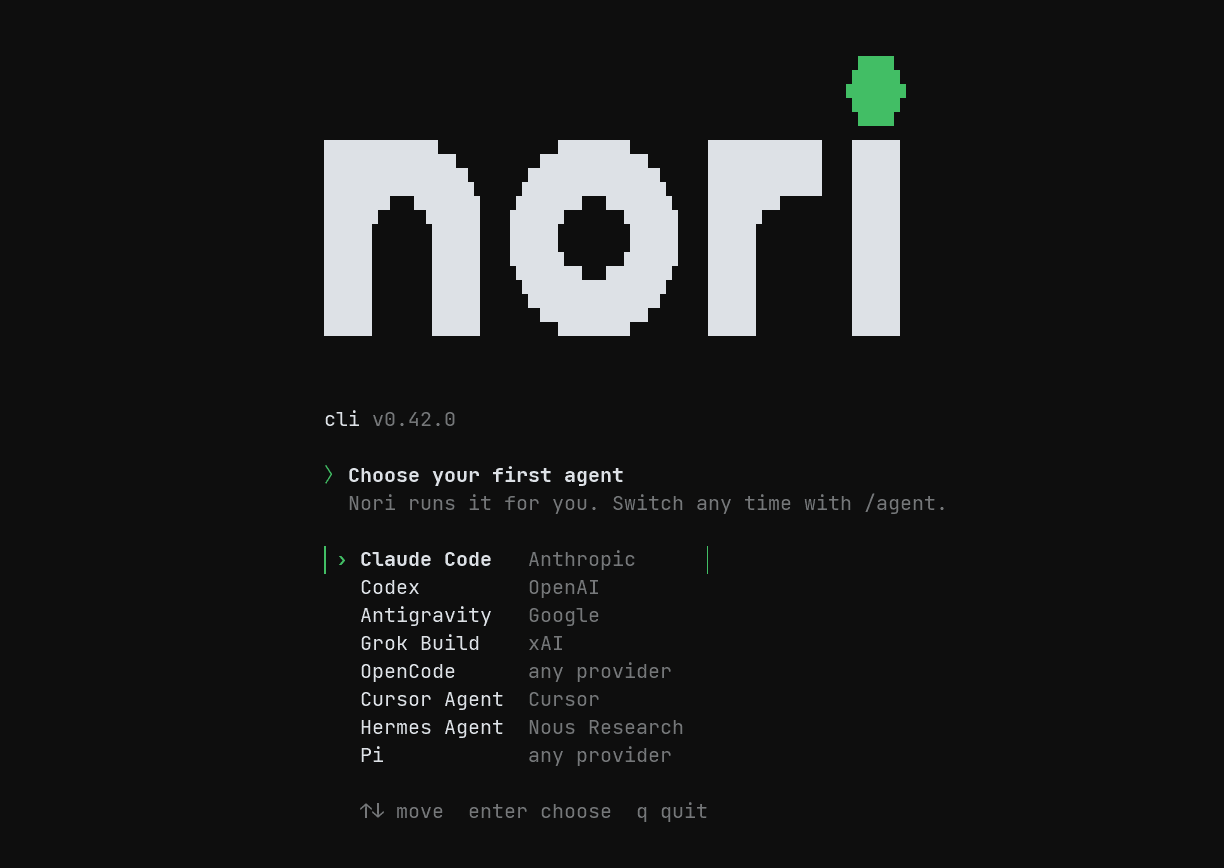 nori
cli v0.42.0
〉 Choose your first agent
Nori runs it for you. Switch any time with /agent.
› Claude Code Anthropic
Codex OpenAI
Antigravity Google
Grok Build xAI
OpenCode any provider
Cursor Agent Cursor
Hermes Agent Nous Research
Pi any provider
↑↓ move enter choose q quit